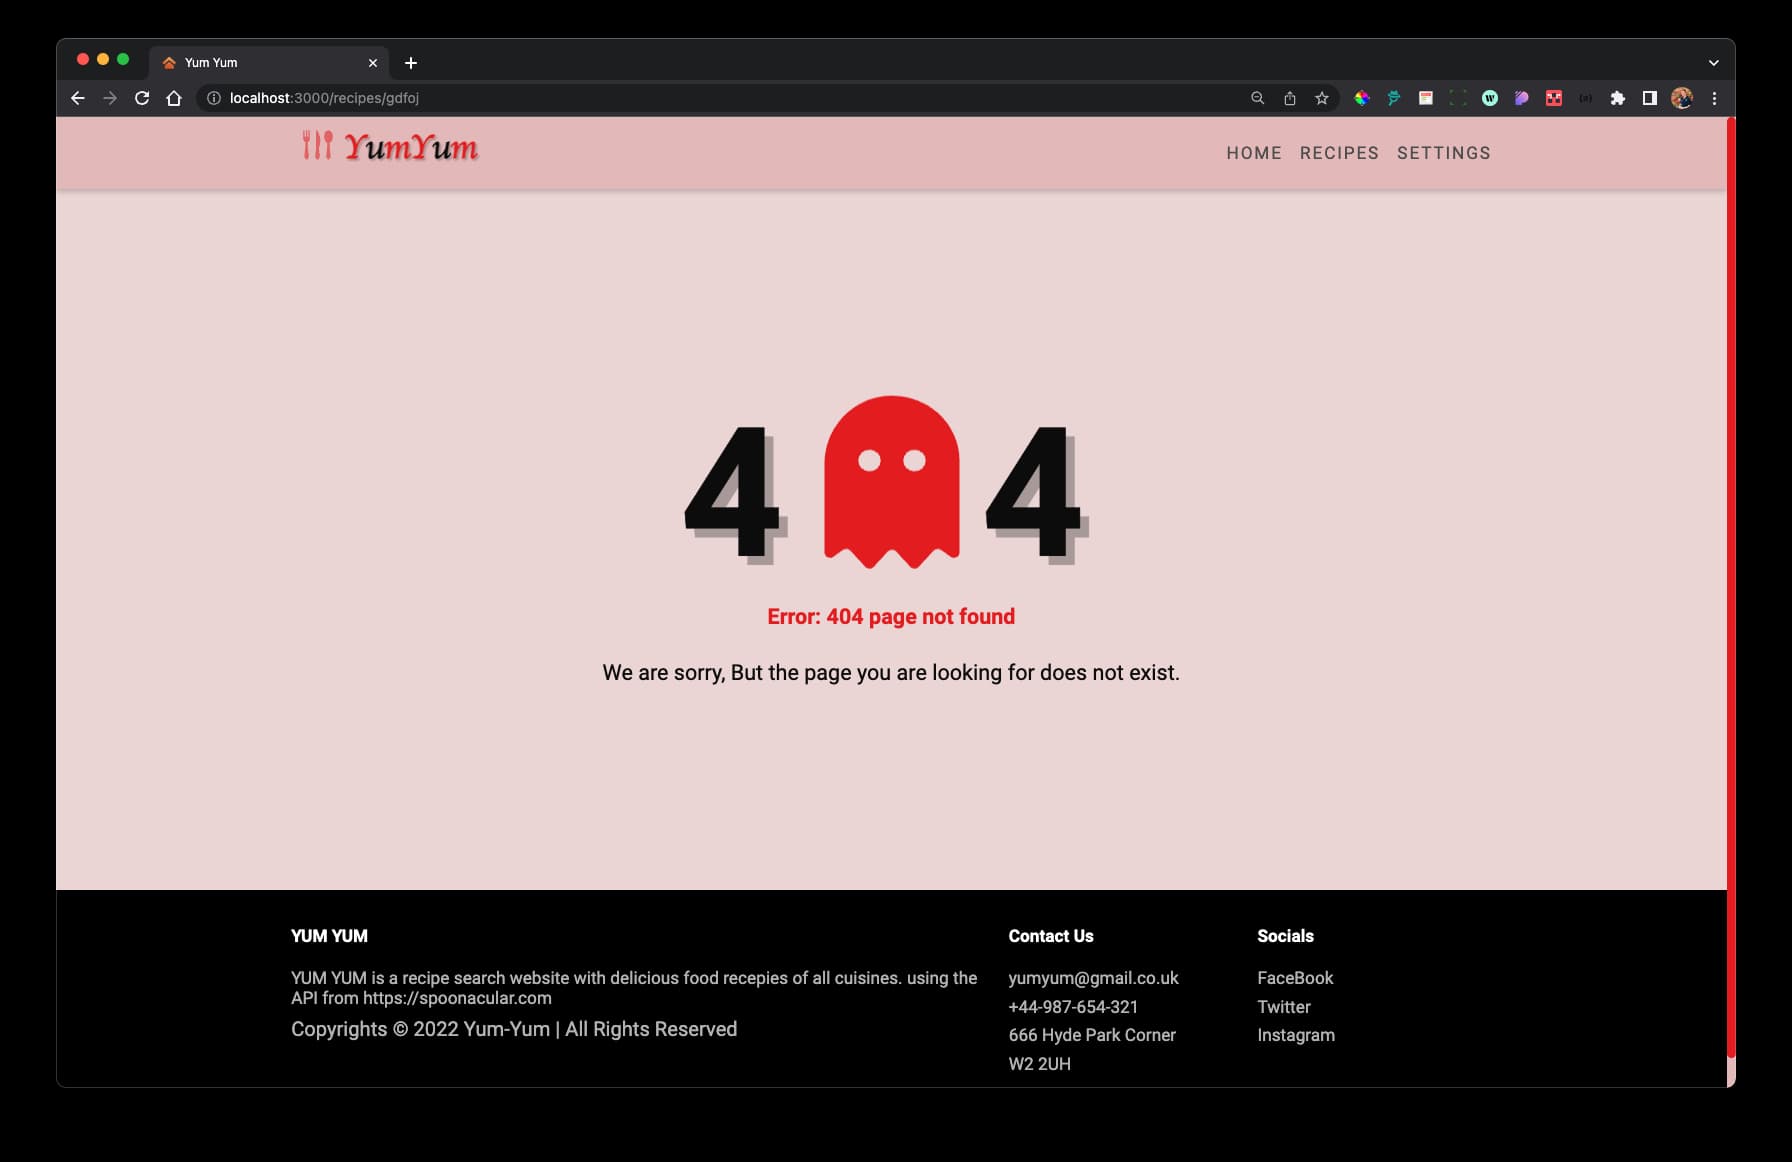 Yum Yum
localhost:3000/recipes/gdfoj
YumYum
HOME RECIPES SETTINGS
4 4
Error: 404 page not found
We are sorry, But the page you are looking for does not exist.
YUM YUM
YUM YUM is a recipe search website with delicious food recepies of all cuisines. using the
API from https://spoonacular.com
Copyrights © 2022 Yum-Yum | All Rights Reserved
Contact Us
yumyum@gmail.co.uk
+44-987-654-321
666 Hyde Park Corner
W2 2UH
Socials
FaceBook
Twitter
Instagram